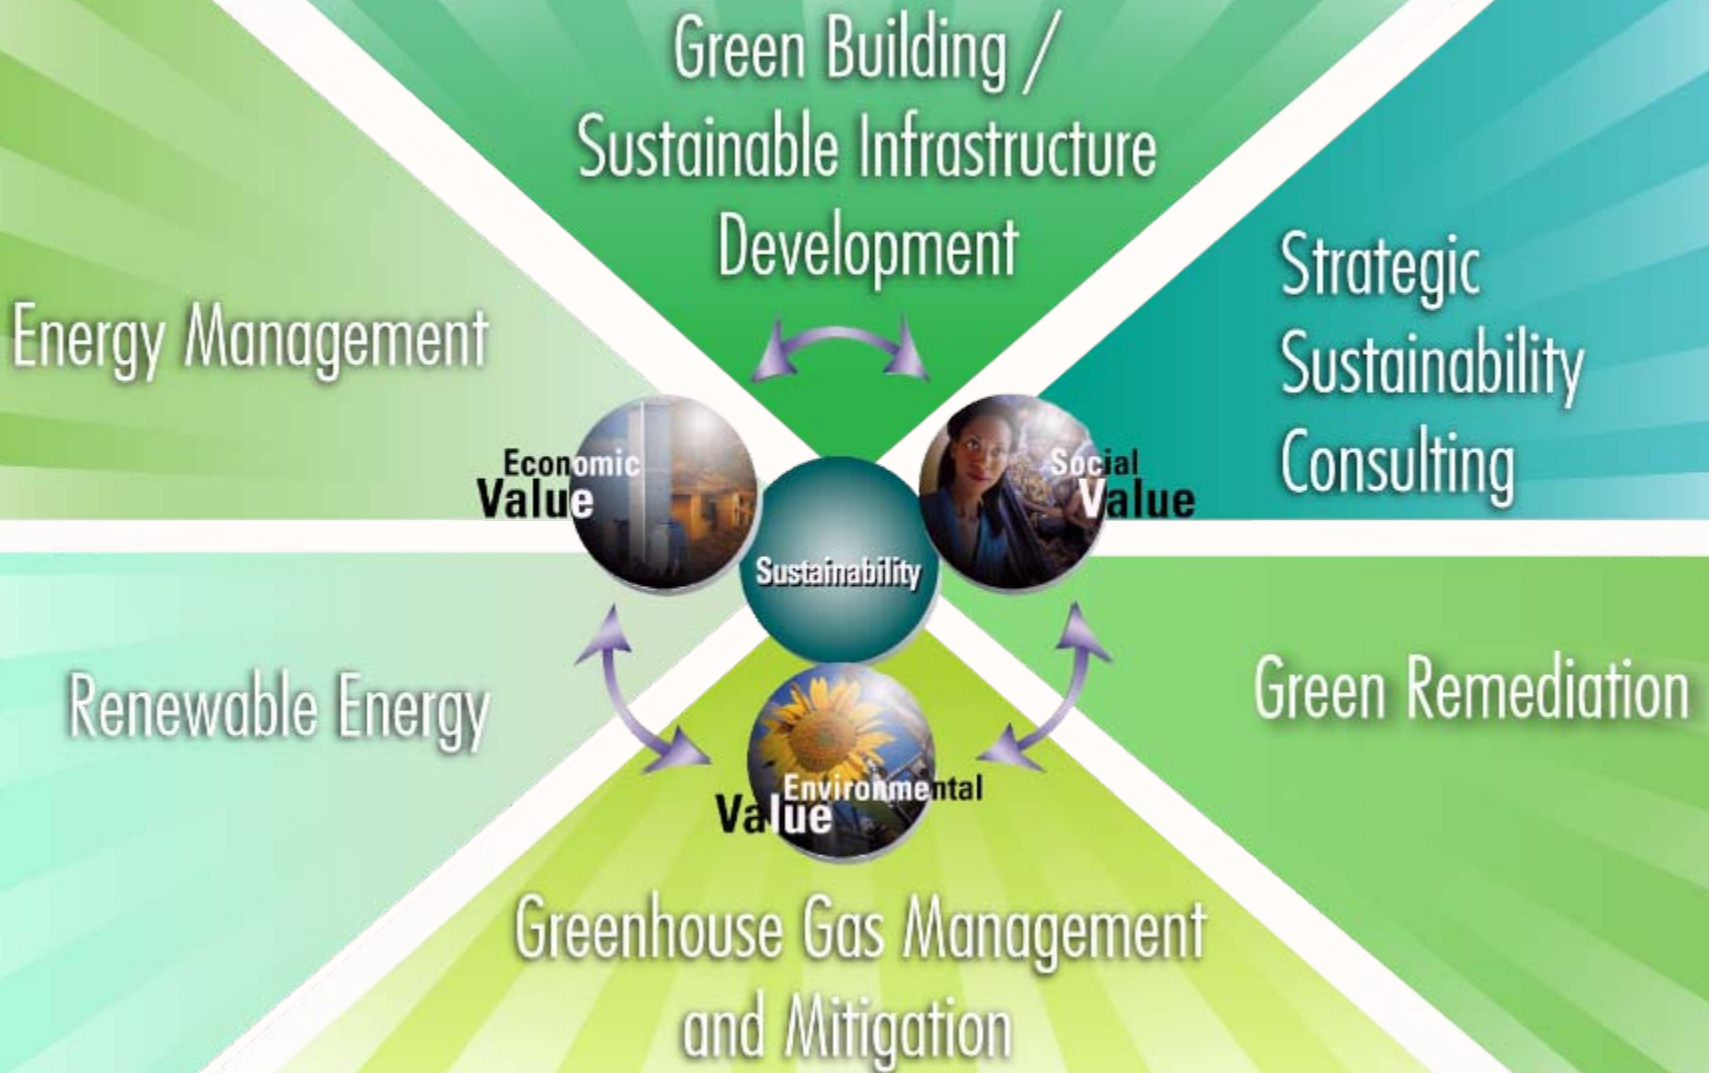 Green Building /
Sustainable Infrastructure
Development
Energy Management
Strategic
Sustainability
Consulting
Economic
Value
Social
Value
Sustainability
Renewable Energy
Green Remediation
Environmental
Value
Greenhouse Gas Management
and Mitigation